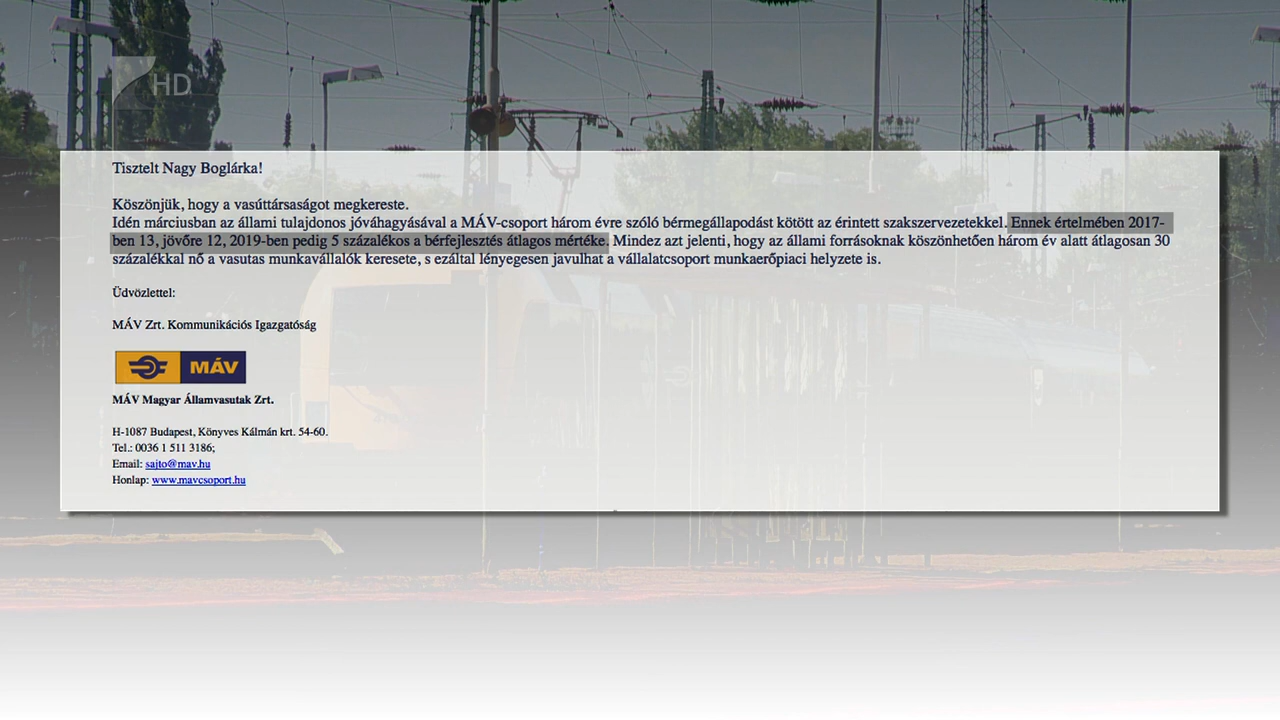 HD
Tisztelt Nagy Boglárka!
Köszönjük, hogy a vasúttársaságot megkereste.
Idén márciusban az állami tulajdonos jóváhagyásával a MÁV-csoport három évre szóló bérmegállapodást kötött az érintett szakszervezetekkel. Ennek értelmében 2017-
ben 13, jövőre 12, 2019-ben pedig 5 százalékos a bérfejlesztés átlagos mértéke. Mindez azt jelenti, hogy az állami forrásoknak köszönhetően három év alatt átlagosan 30
százalékkal nő a vasutas munkavállalók keresete, s ezáltal lényegesen javulhat a vállalatcsoport munkaerőpiaci helyzete is.
Üdvözlettel:
MÁV Zrt. Kommunikációs Igazgatóság
MÁV
MÁV Magyar Államvasutak Zrt.
H-1087 Budapest, Könyves Kálmán krt. 54-60.
Tel.: 0036 1 511 3186;
Email: sajto@mav.hu
Honlap: www.mavcsoport.hu